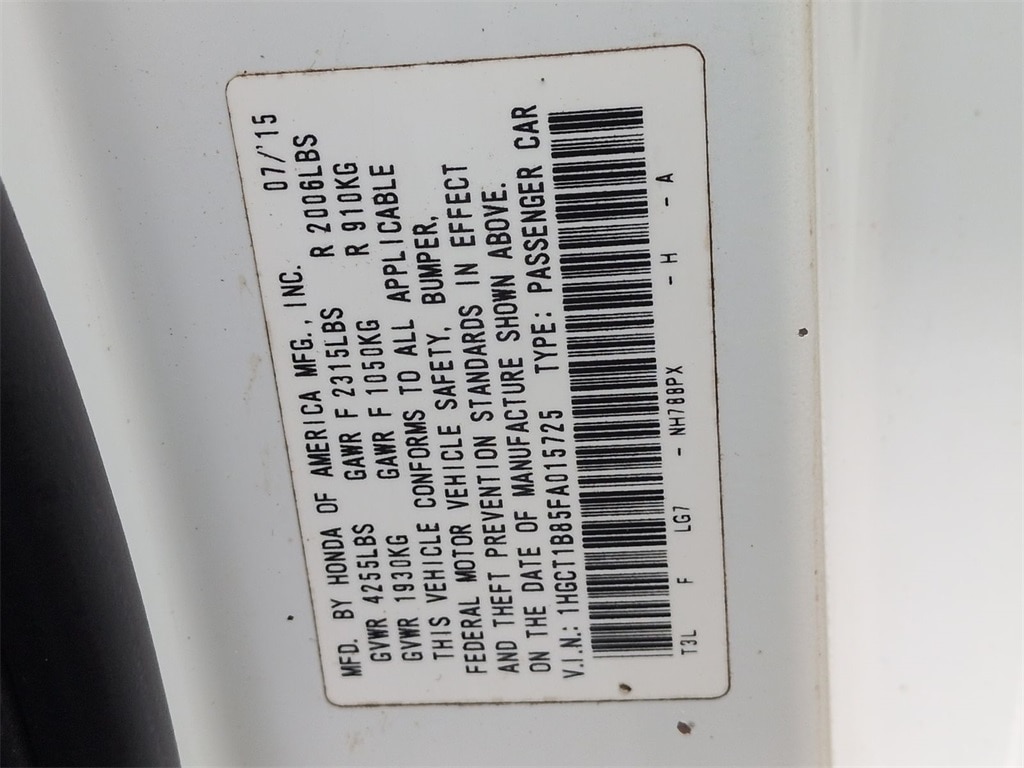 MFD. BY HONDA OF AMERICA MFG., INC. 07/'15
GVWR 4255LBS GAWR F 2315LBS R 2006LBS
GVWR 1930KG GAWR F 1050KG R 910KG
THIS VEHICLE CONFORMS TO ALL APPLICABLE
FEDERAL MOTOR VEHICLE SAFETY, BUMPER,
AND THEFT PREVENTION STANDARDS IN EFFECT
ON THE DATE OF MANUFACTURE SHOWN ABOVE.
V.I.N.: 1HGCT1B85FA015725 TYPE: PASSENGER CAR
T3L F LG7 - NH788PX - H - A